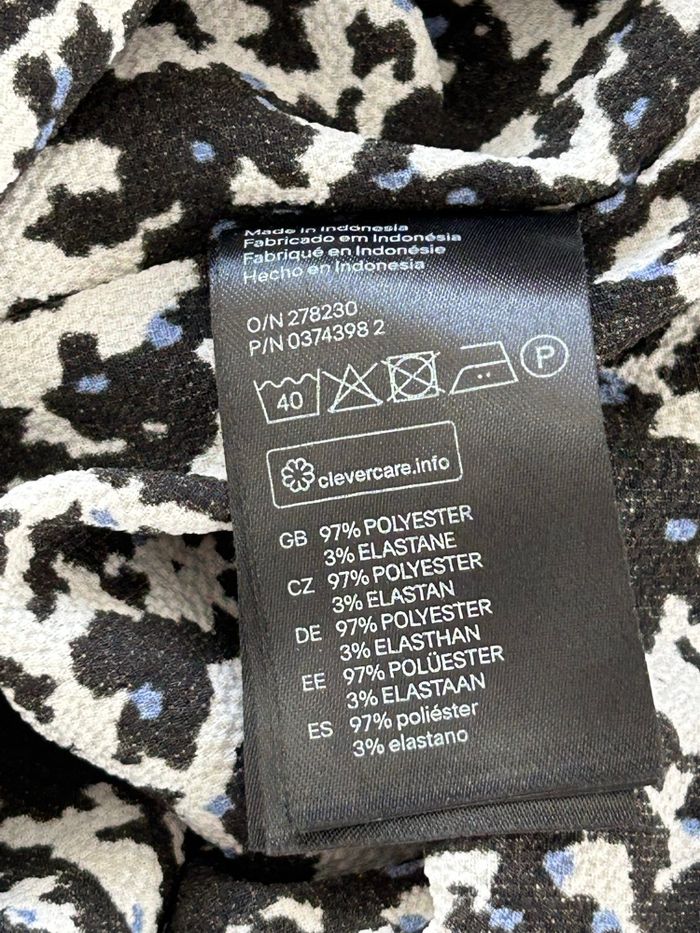 Made in Indonesia
Fabricado em Indonésia
Fabriqué en Indonésie
Hecho en Indonesia
O/N 278230
P/N 0374398 2
40
P
clevercare.info
GB 97% POLYESTER
3% ELASTANE
CZ 97% POLYESTER
3% ELASTAN
DE 97% POLYESTER
3% ELASTHAN
EE 97% POLÜESTER
3% ELASTAAN
ES 97% poliéster
3% elastano